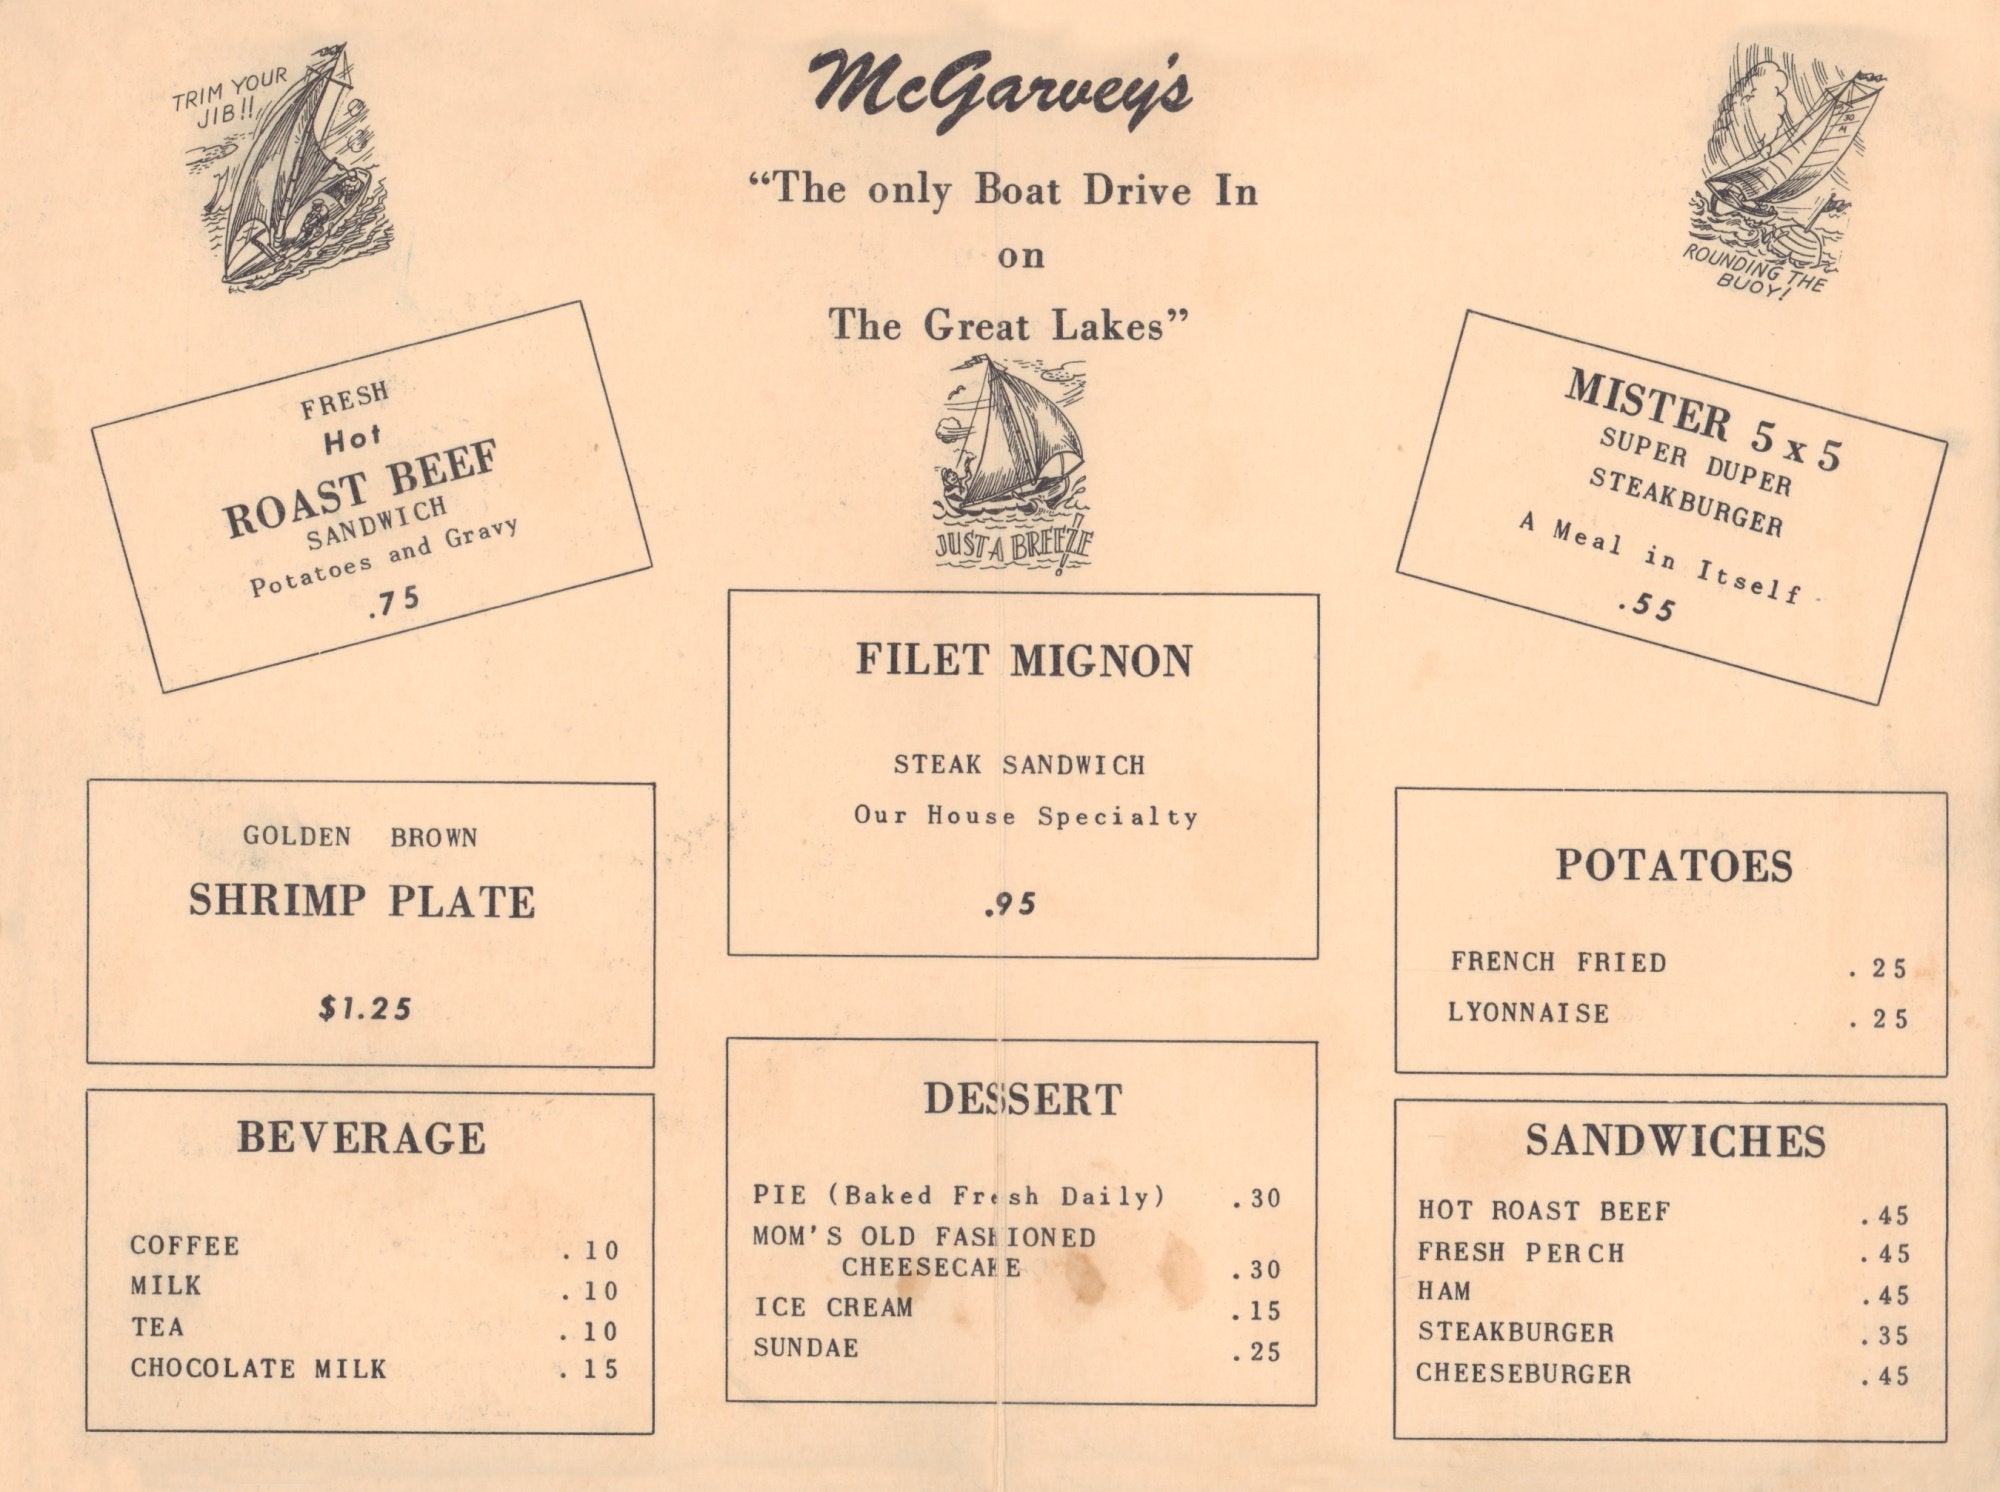 TRIM YOUR
JIB!!
McGarvey's
"The only Boat Drive In
on
The Great Lakes"
JUST A BREEZE!
ROUNDING THE
BUOY!
FRESH
Hot
ROAST BEEF
SANDWICH
Potatoes and Gravy
.75
MISTER 5 x 5
SUPER DUPER
STEAKBURGER
A Meal in Itself
.55
FILET MIGNON
STEAK SANDWICH
Our House Specialty
.95
GOLDEN BROWN
SHRIMP PLATE
$1.25
POTATOES
FRENCH FRIED .25
LYONNAISE .25
BEVERAGE
COFFEE .10
MILK .10
TEA .10
CHOCOLATE MILK .15
DESSERT
PIE (Baked Fresh Daily) .30
MOM'S OLD FASHIONED
CHEESECAKE .30
ICE CREAM .15
SUNDAE .25
SANDWICHES
HOT ROAST BEEF .45
FRESH PERCH .45
HAM .45
STEAKBURGER .35
CHEESEBURGER .45